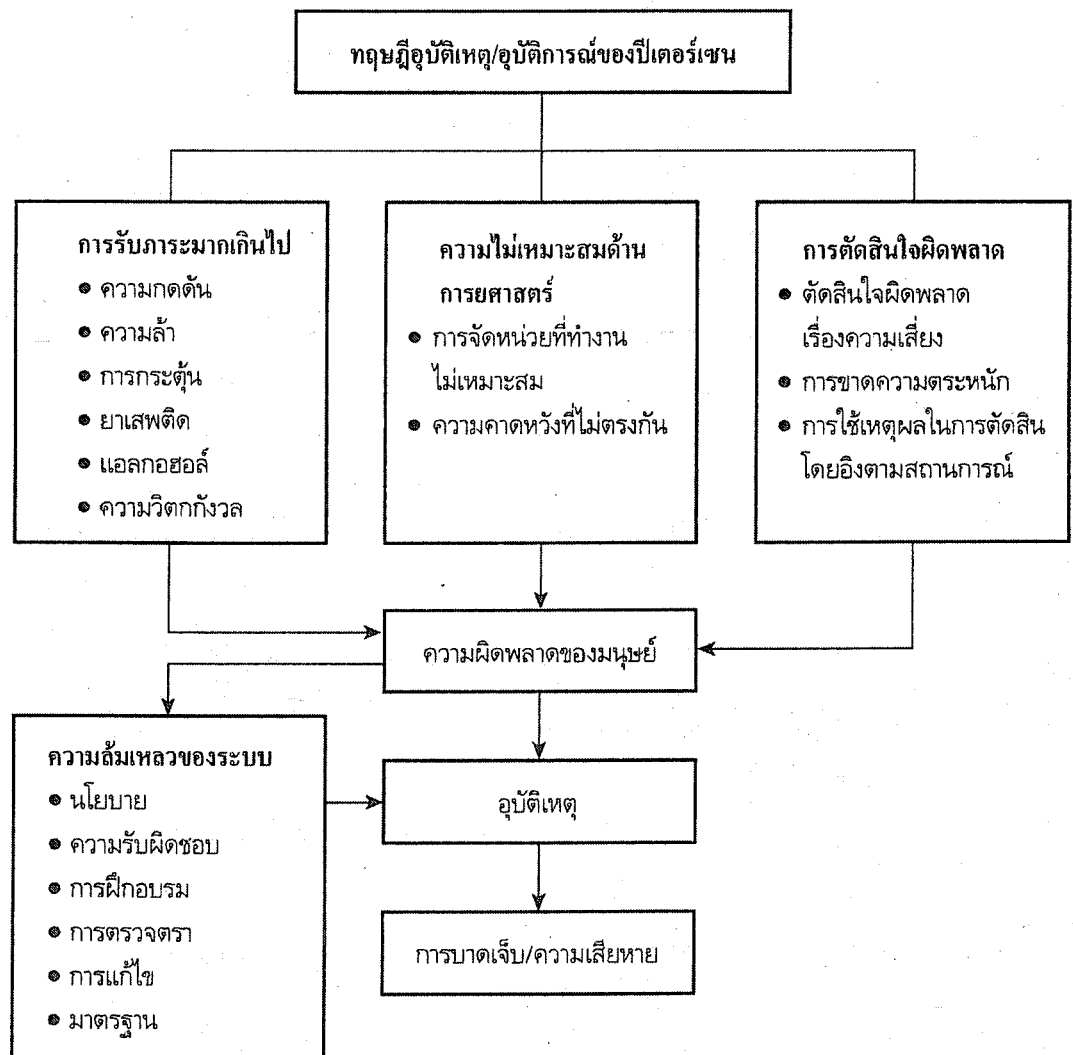 ทฤษฎีอุบัติเหตุ/อุบัติการณ์ของปีเตอร์เซน
การรับภาระมากเกินไป
● ความกดดัน
● ความล้า
● การกระตุ้น
● ยาเสพติด
● แอลกอฮอล์
● ความวิตกกังวล
ความไม่เหมาะสมด้าน
การยศาสตร์
● การจัดหน่วยที่ทำงาน
ไม่เหมาะสม
● ความคาดหวังที่ไม่ตรงกัน
การตัดสินใจผิดพลาด
● ตัดสินใจผิดพลาด
เรื่องความเสี่ยง
● การขาดความตระหนัก
● การใช้เหตุผลในการตัดสิน
โดยอิงตามสถานการณ์
ความผิดพลาดของมนุษย์
ความล้มเหลวของระบบ
● นโยบาย
● ความรับผิดชอบ
● การฝึกอบรม
● การตรวจตรา
● การแก้ไข
● มาตรฐาน
อุบัติเหตุ
การบาดเจ็บ/ความเสียหาย